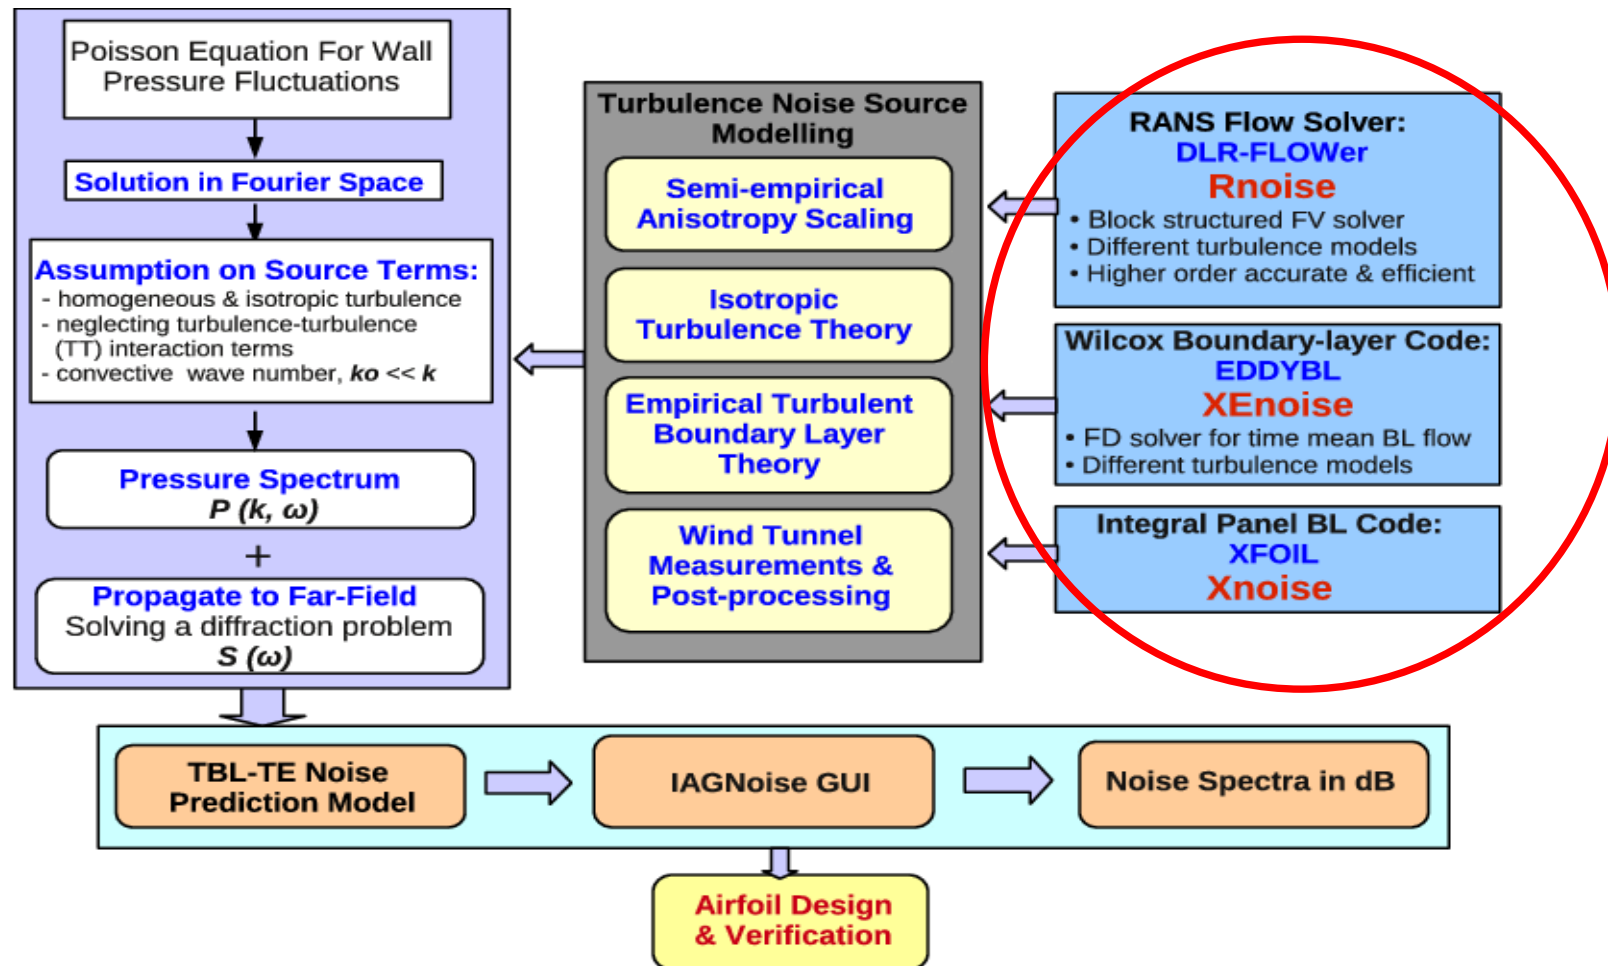 Poisson Equation For Wall
Pressure Fluctuations
Solution in Fourier Space
Assumption on Source Terms:
- homogeneous & isotropic turbulence
- neglecting turbulence-turbulence
(TT) interaction terms
- convective wave number, ko << k
Pressure Spectrum
P (k, ω)
+
Propagate to Far-Field
Solving a diffraction problem
S (ω)
Turbulence Noise Source
Modelling
Semi-empirical
Anisotropy Scaling
Isotropic
Turbulence Theory
Empirical Turbulent
Boundary Layer
Theory
Wind Tunnel
Measurements &
Post-processing
RANS Flow Solver:
DLR-FLOWer
Rnoise
• Block structured FV solver
• Different turbulence models
• Higher order accurate & efficient
Wilcox Boundary-layer Code:
EDDYBL
XEnoise
• FD solver for time mean BL flow
• Different turbulence models
Integral Panel BL Code:
XFOIL
Xnoise
TBL-TE Noise
Prediction Model
IAGNoise GUI
Noise Spectra in dB
Airfoil Design
& Verification